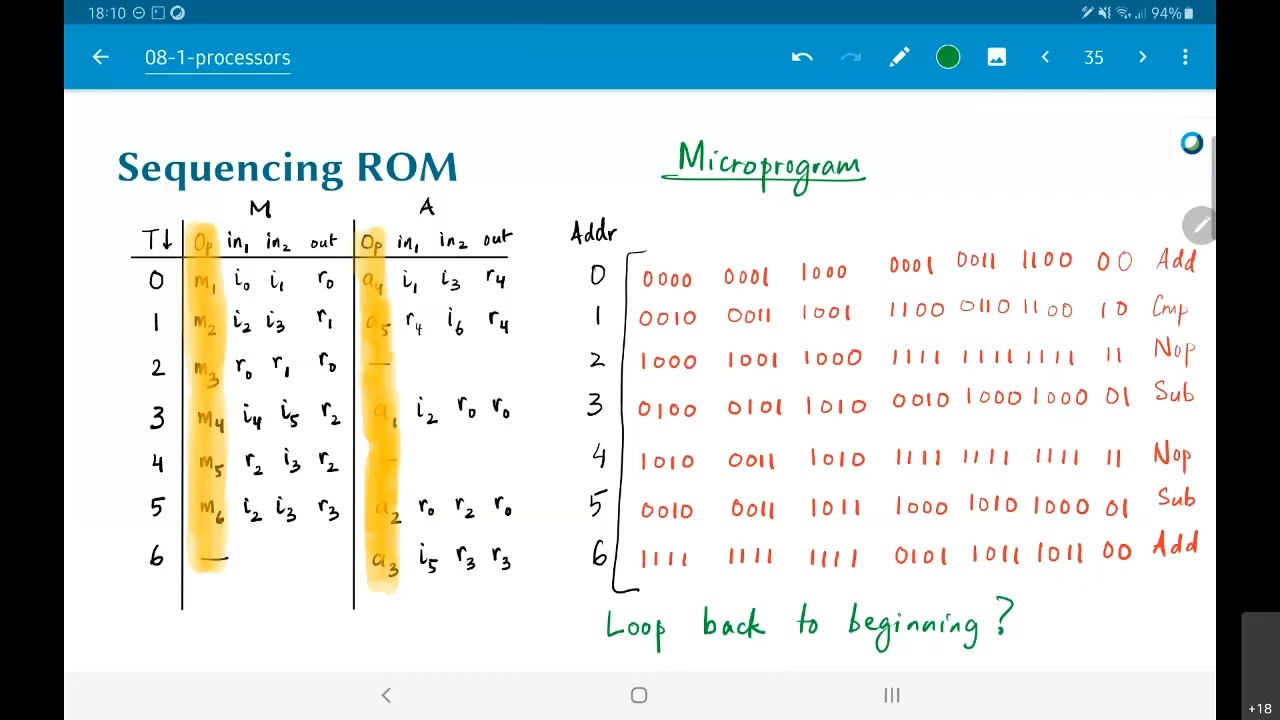 18:10 94%
08-1-processors 35
Sequencing ROM
Microprogram
M A
T↓ Op in₁ in₂ out Op in₁ in₂ out
0 m₁ i₀ i₁ r₀ a₄ i₁ i₃ r₄
1 m₂ i₂ i₃ r₁ a₅ r₄ i₆ r₄
2 m₃ r₀ r₁ r₀ —
3 m₄ i₄ i₅ r₂ a₁ i₂ r₀ r₀
4 m₅ r₂ i₃ r₂ –
5 m₆ i₂ i₃ r₃ a₂ r₀ r₂ r₀
6 — a₃ i₅ r₃ r₃
Addr
0 0000 0001 1000 0001 0011 1100 00 Add
1 0010 0011 1001 1100 0110 1100 10 Cmp
2 1000 1001 1000 1111 1111 1111 11 Nop
3 0100 0101 1010 0010 1000 1000 01 Sub
4 1010 0011 1010 1111 1111 1111 11 Nop
5 0010 0011 1011 1000 1010 1000 01 Sub
6 1111 1111 1111 0101 1011 1011 00 Add
Loop back to beginning?
+18